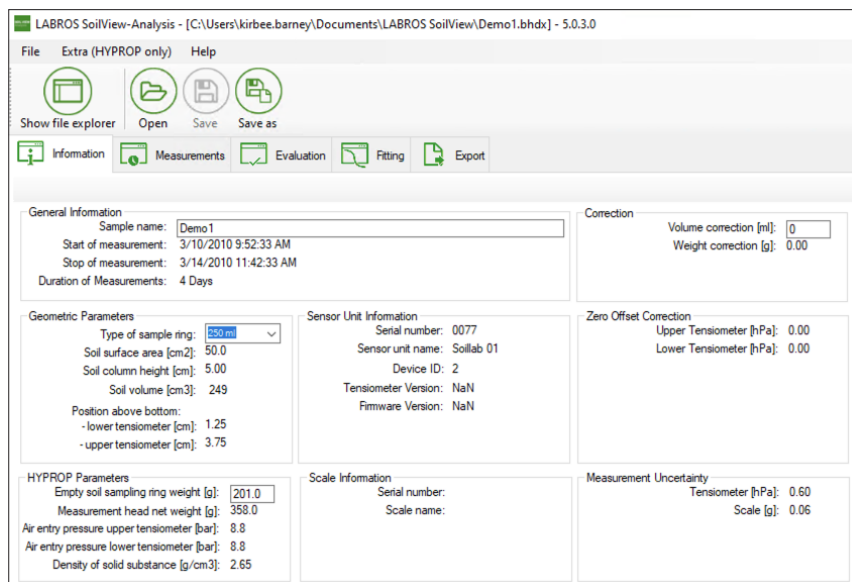 LABROS SoilView-Analysis - [C:\Users\kirbee.barney\Documents\LABROS SoilView\Demo1.bhdx] - 5.0.3.0
File Extra (HYPROP only) Help
Show file explorer Open Save Save as
Information Measurements Evaluation Fitting Export
General Information
Sample name: Demo1
Start of measurement: 3/10/2010 9:52:33 AM
Stop of measurement: 3/14/2010 11:42:33 AM
Duration of Measurements: 4 Days
Correction
Volume correction [ml]: 0
Weight correction [g]: 0.00
Geometric Parameters
Type of sample ring: 250 ml
Soil surface area [cm2]: 50.0
Soil column height [cm]: 5.00
Soil volume [cm3]: 249
Position above bottom:
- lower tensiometer [cm]: 1.25
- upper tensiometer [cm]: 3.75
Sensor Unit Information
Serial number: 0077
Sensor unit name: Soillab 01
Device ID: 2
Tensiometer Version: NaN
Firmware Version: NaN
Zero Offset Correction
Upper Tensiometer [hPa]: 0.00
Lower Tensiometer [hPa]: 0.00
HYPROP Parameters
Empty soil sampling ring weight [g]: 201.0
Measurement head net weight [g]: 358.0
Air entry pressure upper tensiometer [bar]: 8.8
Air entry pressure lower tensiometer [bar]: 8.8
Density of solid substance [g/cm3]: 2.65
Scale Information
Serial number:
Scale name:
Measurement Uncertainty
Tensiometer [hPa]: 0.60
Scale [g]: 0.06